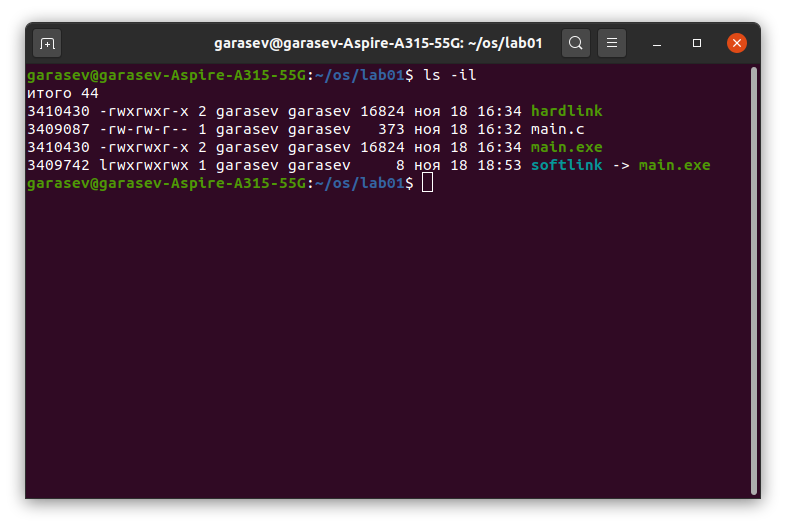 garasev@garasev-Aspire-A315-55G: ~/os/lab01
garasev@garasev-Aspire-A315-55G:~/os/lab01$ ls -il
итого 44
3410430 -rwxrwxr-x 2 garasev garasev 16824 ноя 18 16:34 hardlink
3409087 -rw-rw-r-- 1 garasev garasev   373 ноя 18 16:32 main.c
3410430 -rwxrwxr-x 2 garasev garasev 16824 ноя 18 16:34 main.exe
3409742 lrwxrwxrwx 1 garasev garasev     8 ноя 18 18:53 softlink -> main.exe
garasev@garasev-Aspire-A315-55G:~/os/lab01$